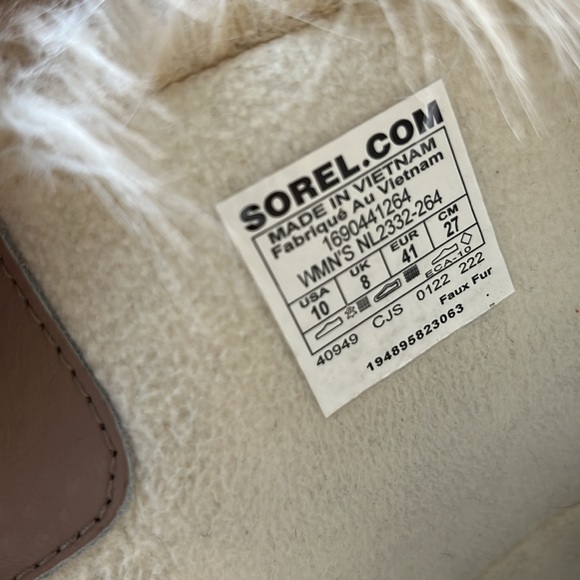 SOREL.COM
MADE IN VIETNAM
Fabriqué Au Vietnam
1690441264
WMN'S NL2332-264
USA UK EUR CM
10 8 41 27
ECA-10
40949 CJS 0122 222
Faux Fur
194895823063